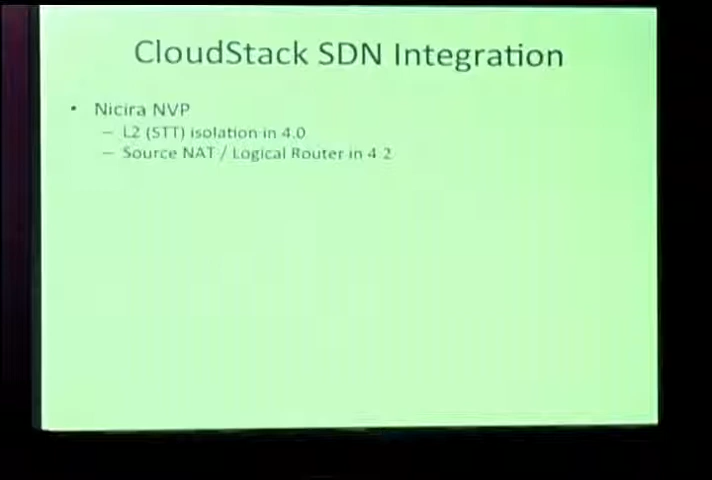 CloudStack SDN Integration
• Nicira NVP
– L2 (STT) isolation in 4.0
– Source NAT / Logical Router in 4.2